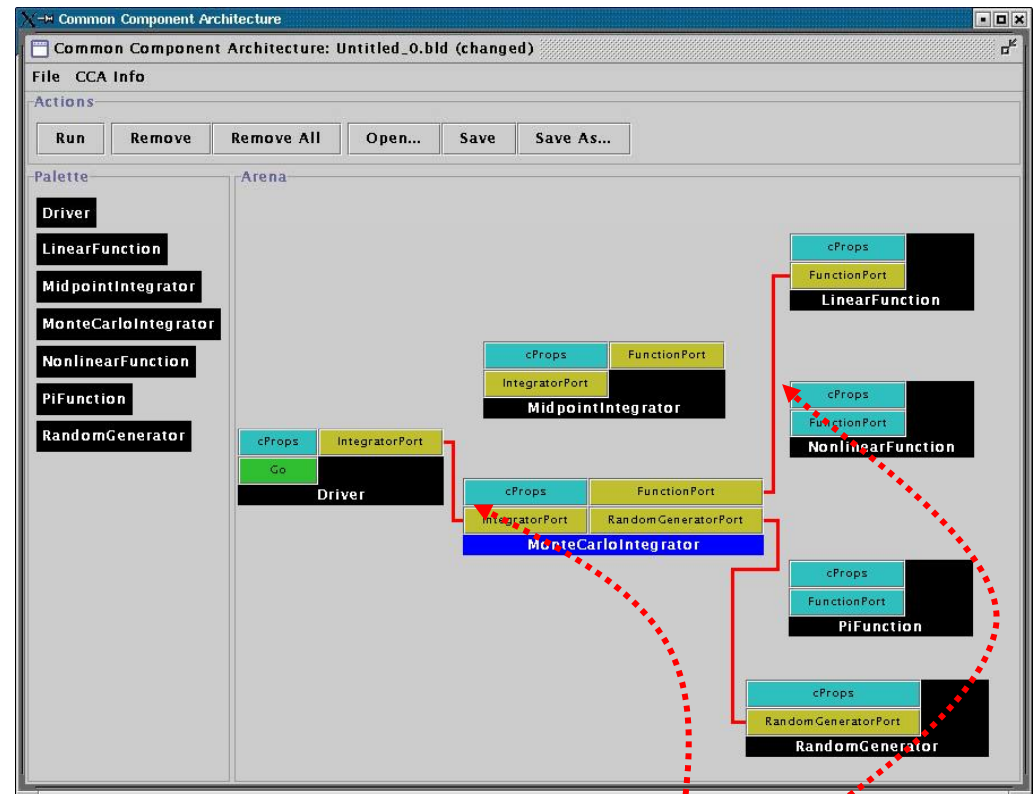 Common Component Architecture
Common Component Architecture: Untitled_0.bld (changed)
File CCA Info
Actions
Run Remove Remove All Open... Save Save As...
Palette
Driver
LinearFunction
MidpointIntegrator
MonteCarloIntegrator
NonlinearFunction
PiFunction
RandomGenerator
Arena
cProps
FunctionPort
LinearFunction
cProps FunctionPort
IntegratorPort
MidpointIntegrator
cProps
FunctionPort
NonlinearFunction
cProps IntegratorPort
Go
Driver
cProps FunctionPort
IntegratorPort RandomGeneratorPort
MonteCarloIntegrator
cProps
FunctionPort
PiFunction
cProps
RandomGeneratorPort
RandomGenerator